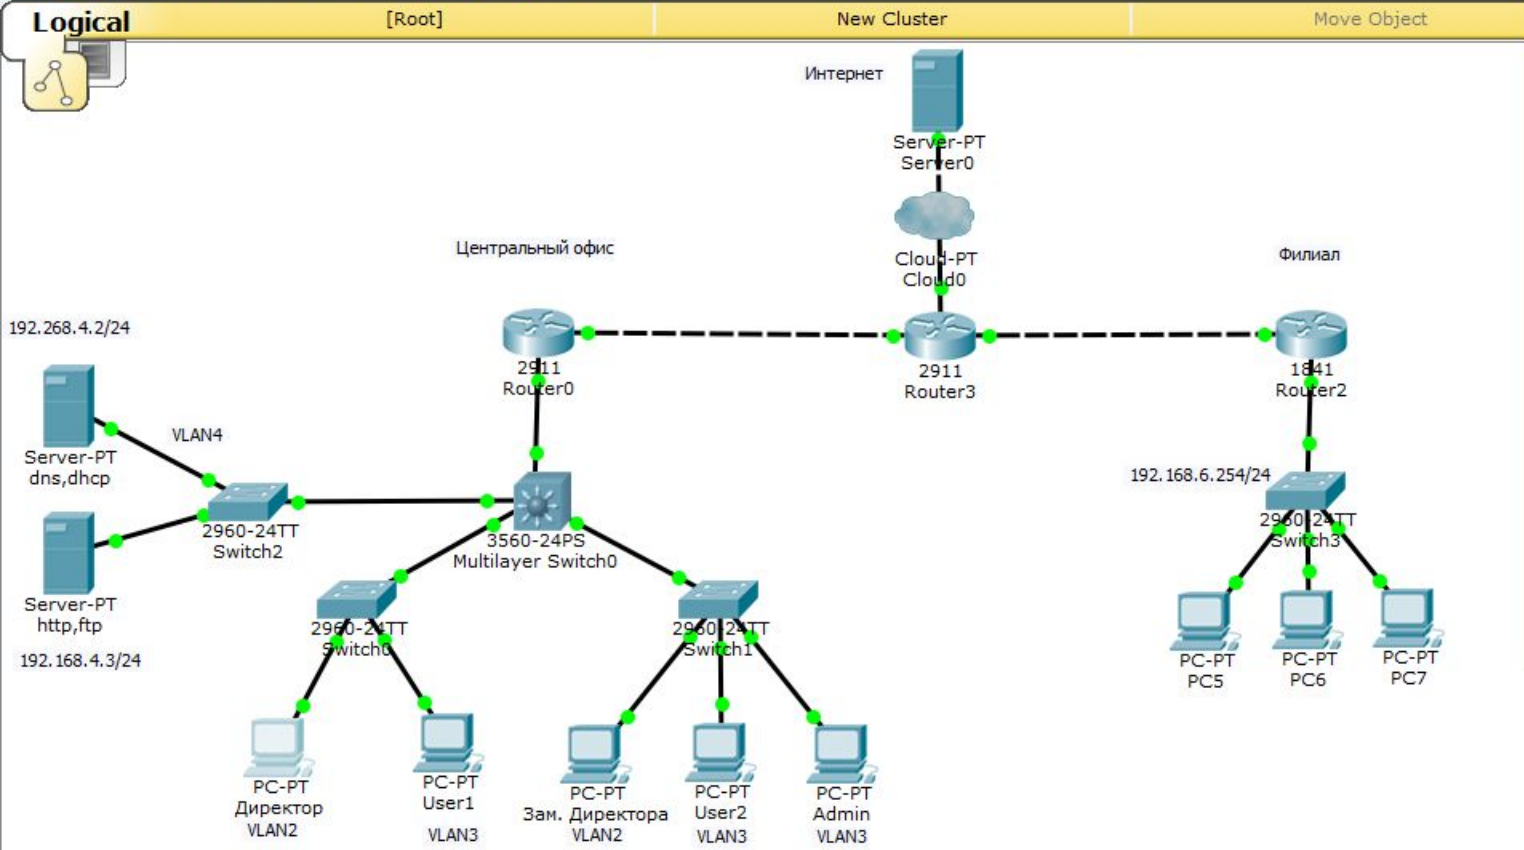 Logical
[Root]
New Cluster
Move Object
Интернет
Server-PT
Server0
Cloud-PT
Cloud0
Центральный офис
Филиал
192.268.4.2/24
2911
Router0
2911
Router3
1841
Router2
VLAN4
Server-PT
dns,dhcp
192.168.6.254/24
2960-24TT
Switch2
3560-24PS
Multilayer Switch0
2960-24TT
Switch3
Server-PT
http,ftp
192.168.4.3/24
2960-24TT
Switch0
2960-24TT
Switch1
PC-PT
PC5
PC-PT
PC6
PC-PT
PC7
PC-PT
Директор
VLAN2
PC-PT
User1
VLAN3
PC-PT
Зам. Директора
VLAN2
PC-PT
User2
VLAN3
PC-PT
Admin
VLAN3